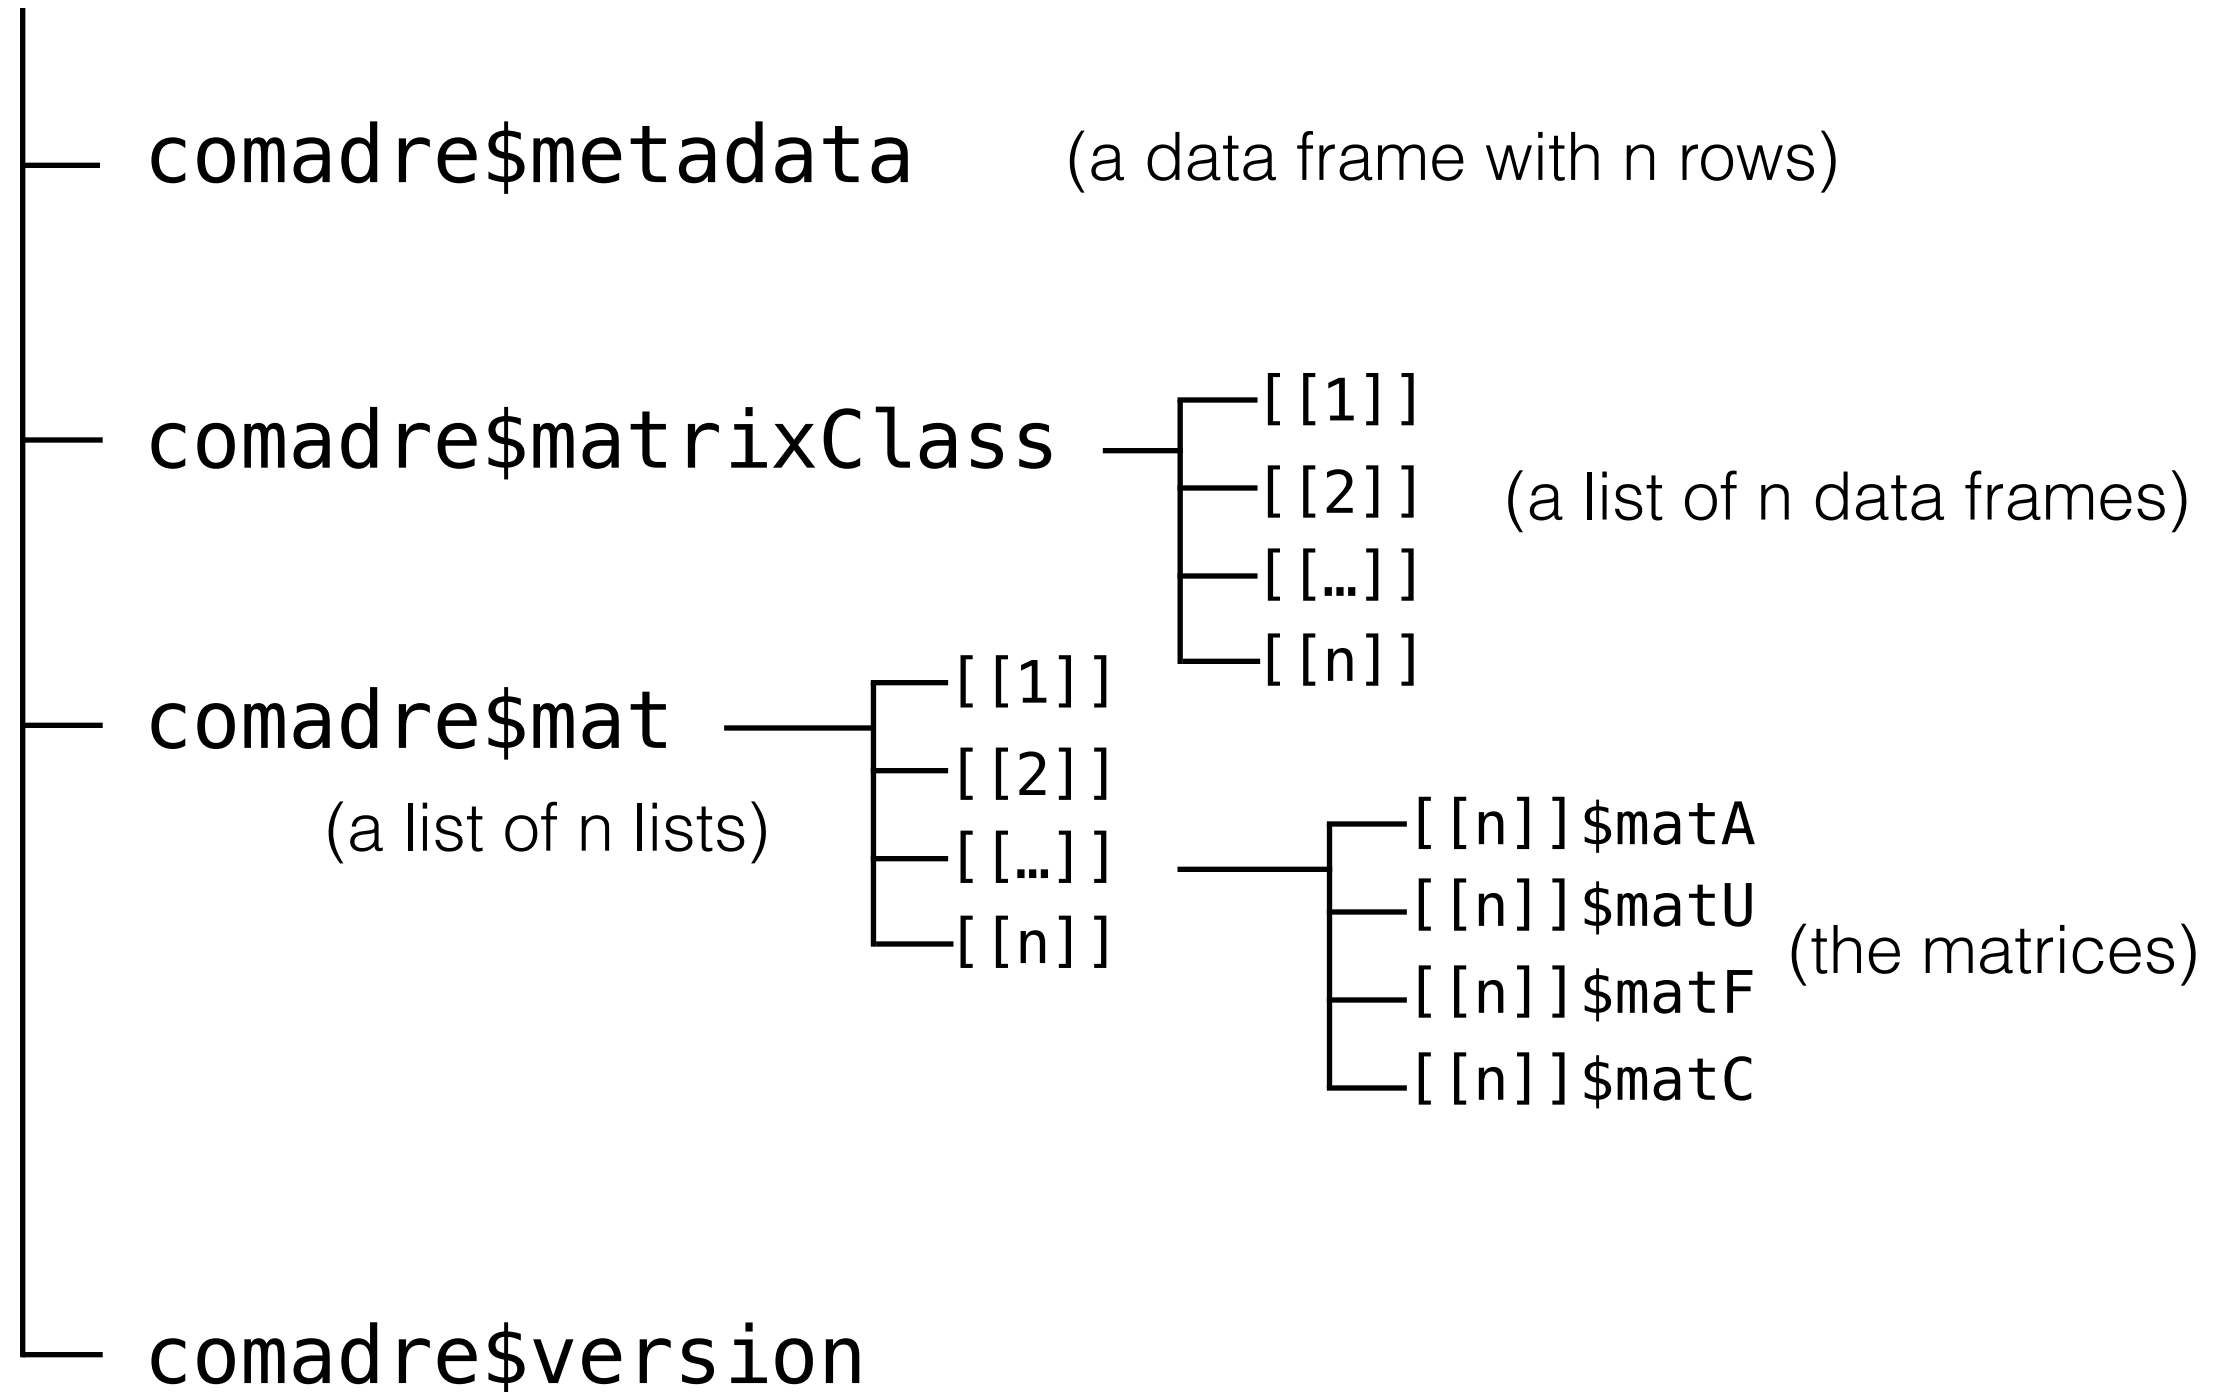 comadre$metadata (a data frame with n rows)
comadre$matrixClass
[[1]]
[[2]]
[[…]]
[[n]]
(a list of n data frames)
comadre$mat
(a list of n lists)
[[1]]
[[2]]
[[…]]
[[n]]
[[n]]$matA
[[n]]$matU
[[n]]$matF
[[n]]$matC
(the matrices)
comadre$version